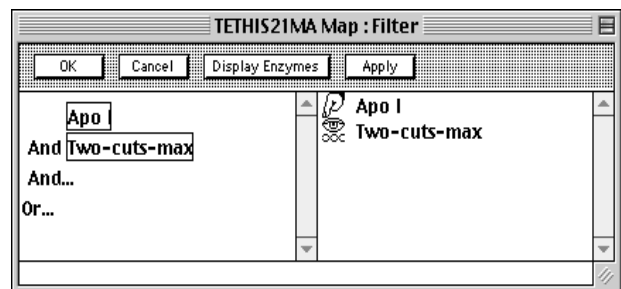 TETHIS21MA Map : Filter
OK Cancel Display Enzymes Apply
Apo I
And Two-cuts-max
And...
Or...
Apo I
Two-cuts-max